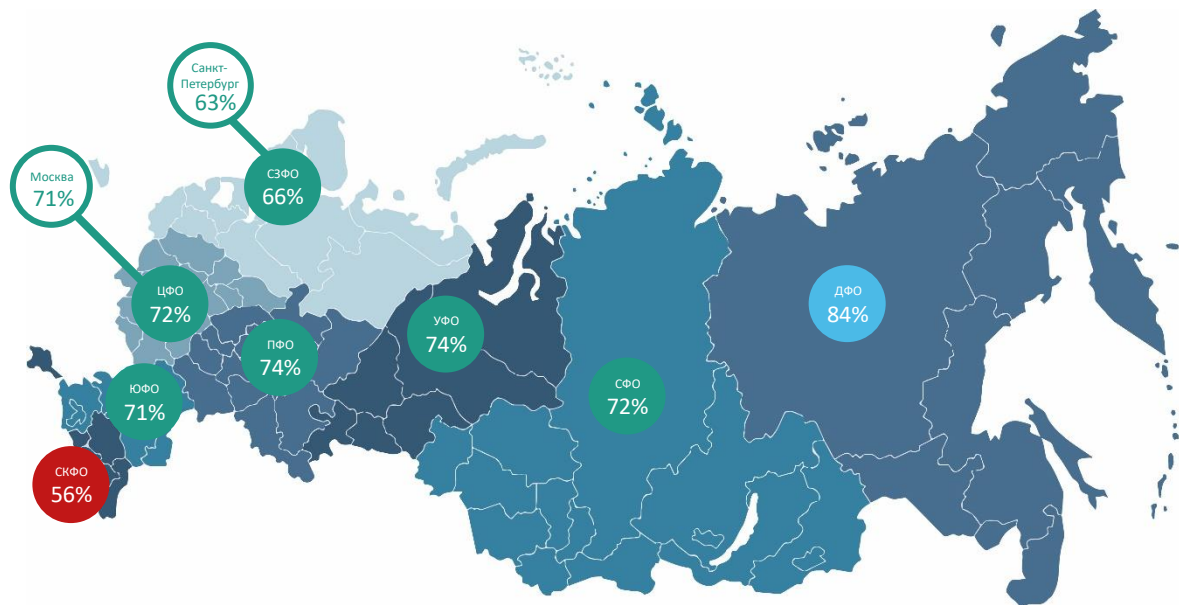 Санкт-
Петербург
63%
Москва
71%
СЗФО
66%
ЦФО
72%
ДФО
84%
УФО
74%
ПФО
74%
СФО
72%
ЮФО
71%
СКФО
56%